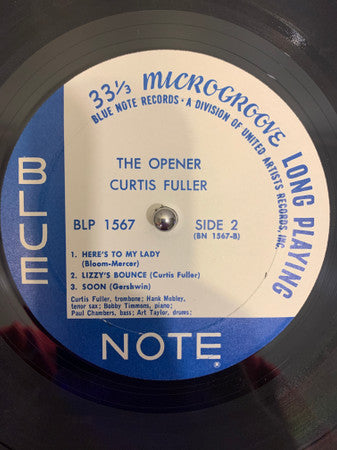 33⅓ MICROGROOVE LONG PLAYING
BLUE NOTE RECORDS • A DIVISION OF UNITED ARTISTS RECORDS, INC.
THE OPENER
CURTIS FULLER
BLP 1567
SIDE 2
(BN 1567-B)
1. HERE'S TO MY LADY
(Bloom-Mercer)
2. LIZZY'S BOUNCE (Curtis Fuller)
3. SOON (Gershwin)
Curtis Fuller, trombone; Hank Mobley,
tenor sax; Bobby Timmons, piano;
Paul Chambers, bass; Art Taylor, drums;
BLUE
NOTE
®